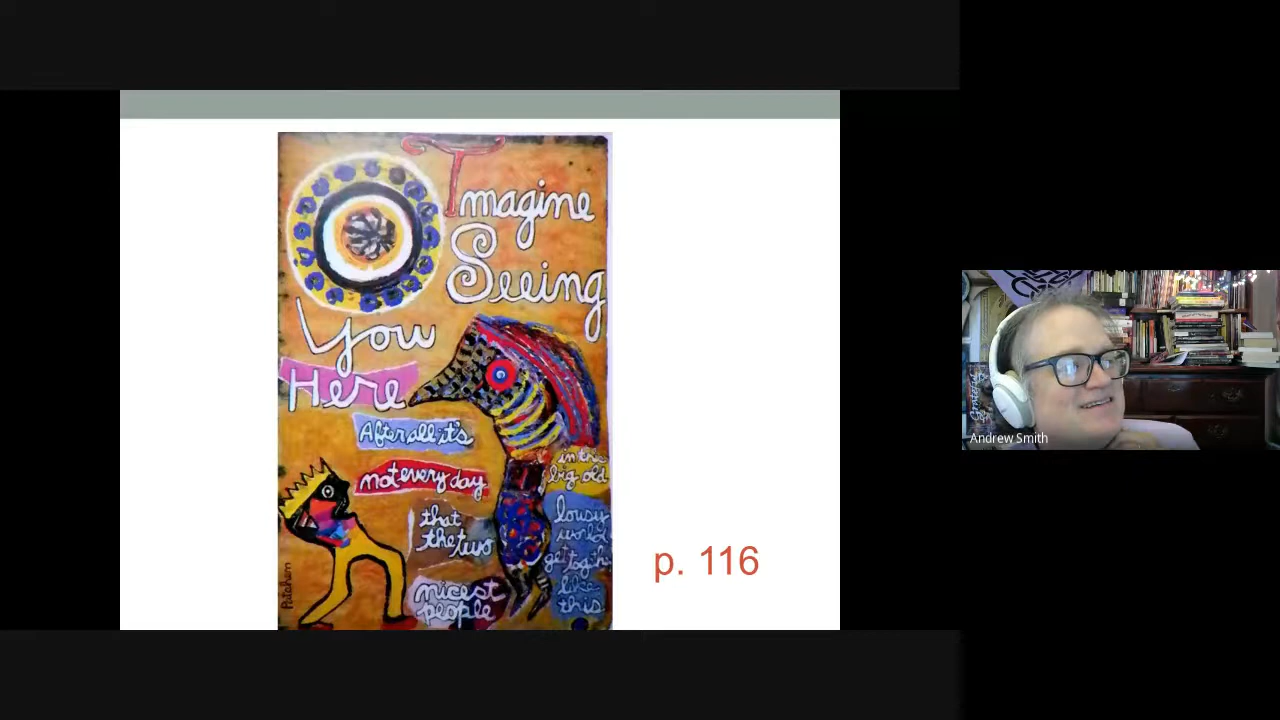 Imagine
Seeing
You
Here
After all it's
not every day
that
the two
nicest
people
in this
big old
lousy
world
get togeth
like
this
Patchen
p. 116
Andrew Smith